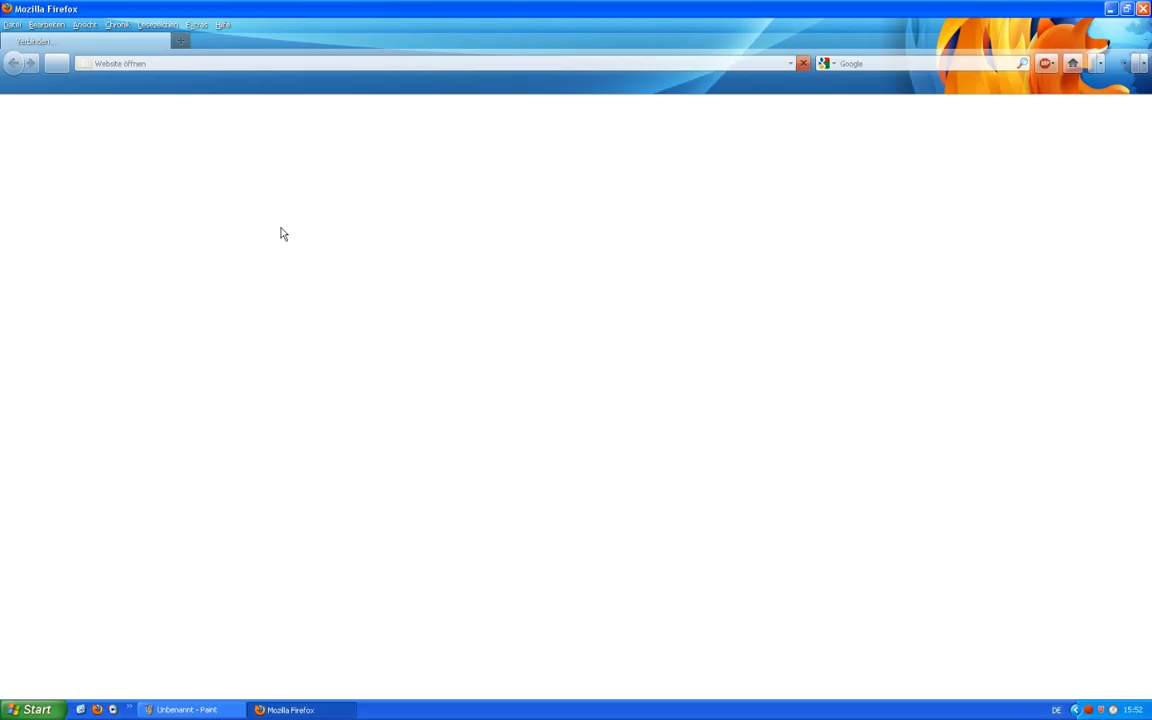 Mozilla Firefox
Datei Bearbeiten Ansicht Chronik Lesezeichen Extras Hilfe
Verbinden...
Website öffnen
Google
ABP
Start
Unbenannt - Paint
Mozilla Firefox
DE
15:52